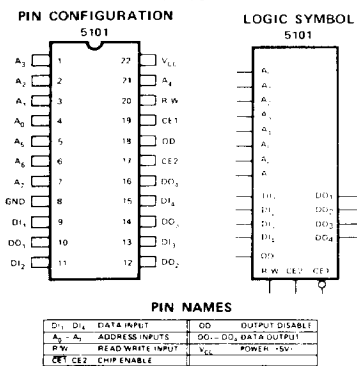 PIN CONFIGURATION
5101
A3 1 22 VCC
A2 2 21 A4
A1 3 20 R/W
A0 4 19 CE1
A5 5 18 OD
A6 6 17 CE2
A7 7 16 DO4
GND 8 15 DI4
DI1 9 14 DO3
DO1 10 13 DI3
DI2 11 12 DO2
LOGIC SYMBOL
5101
DO1
DO2
DO3
DO4
OD
R/W CE2 CE1
PIN NAMES
DI1 DI4 DATA INPUT OD OUTPUT DISABLE
A0 - A7 ADDRESS INPUTS DO1 - DO4 DATA OUTPUT
R/W READ WRITE INPUT VCC POWER +5V
CE1 CE2 CHIP ENABLE